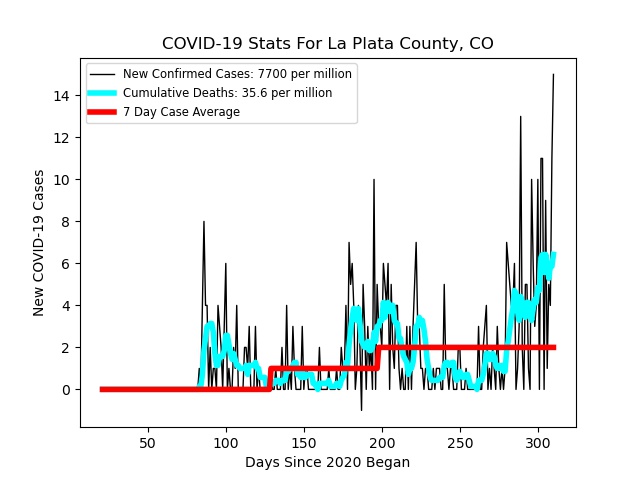 COVID-19 Stats For La Plata County, CO
New Confirmed Cases: 7700 per million
Cumulative Deaths: 35.6 per million
7 Day Case Average
New COVID-19 Cases
14
12
10
8
6
4
2
0
50 100 150 200 250 300
Days Since 2020 Began